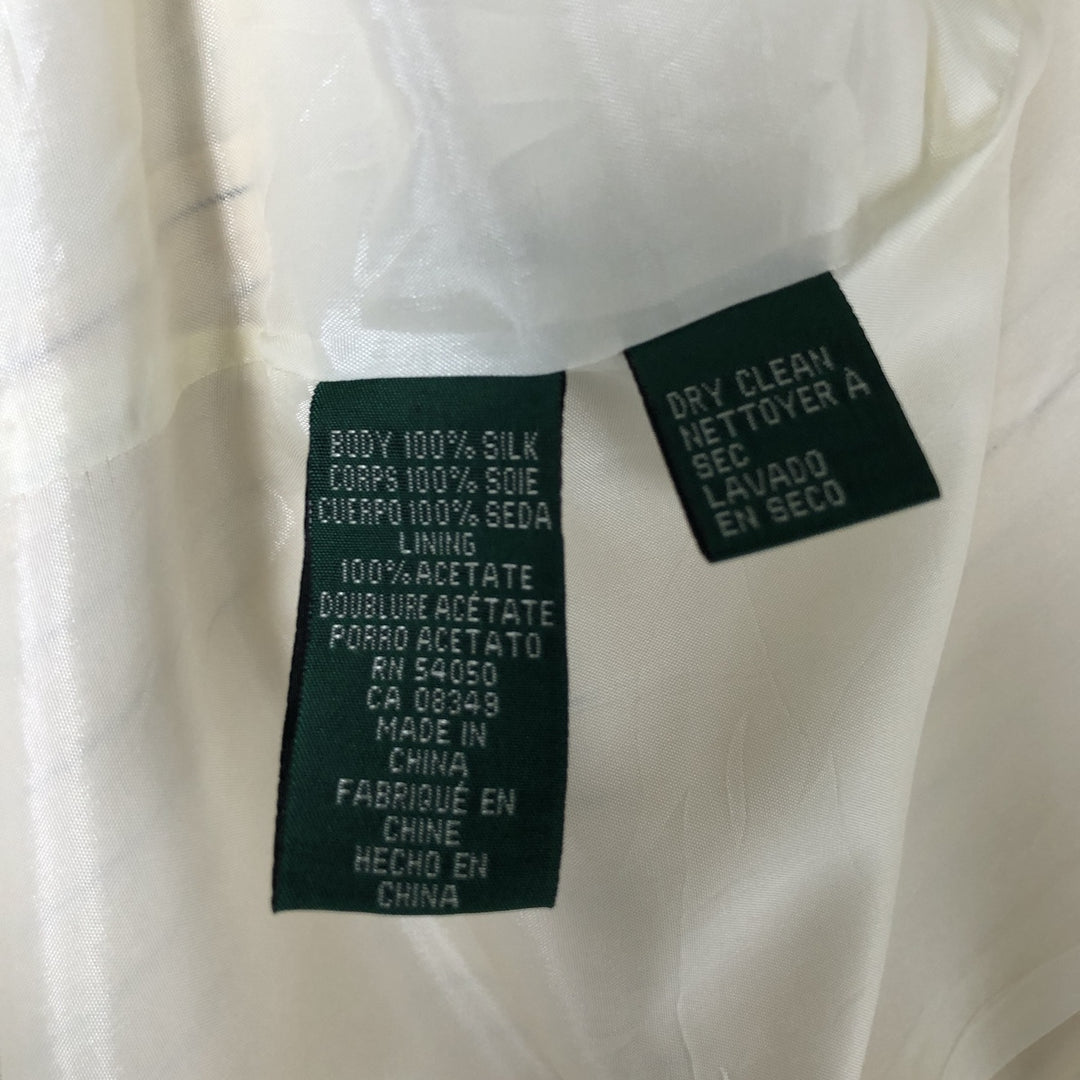 BODY 100% SILK
CORPS 100% SOIE
CUERPO 100% SEDA
LINING
100% ACETATE
DOUBLURE ACÉTATE
PORRO ACETATO
RN 54050
CA 08349
MADE IN
CHINA
FABRIQUÉ EN
CHINE
HECHO EN
CHINA
DRY CLEAN
NETTOYER À
SEC
LAVADO
EN SECO